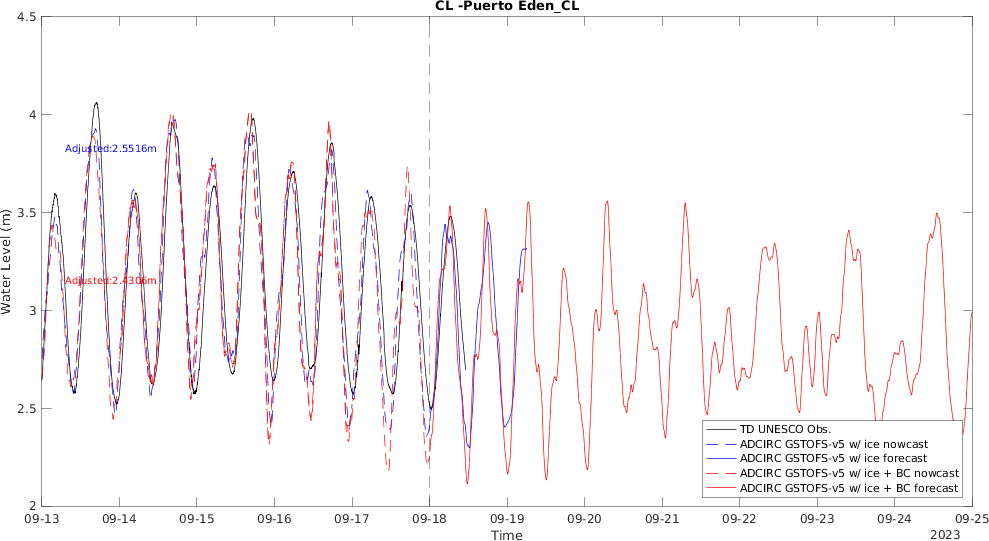 CL -Puerto Eden_CL
4.5
4
3.5
3
2.5
2
Water Level (m)
Adjusted:2.5516m
Adjusted:2.4306m
TD UNESCO Obs.
ADCIRC GSTOFS-v5 w/ ice nowcast
ADCIRC GSTOFS-v5 w/ ice forecast
ADCIRC GSTOFS-v5 w/ ice + BC nowcast
ADCIRC GSTOFS-v5 w/ ice + BC forecast
09-13 09-14 09-15 09-16 09-17 09-18 09-19 09-20 09-21 09-22 09-23 09-24 09-25
Time
2023